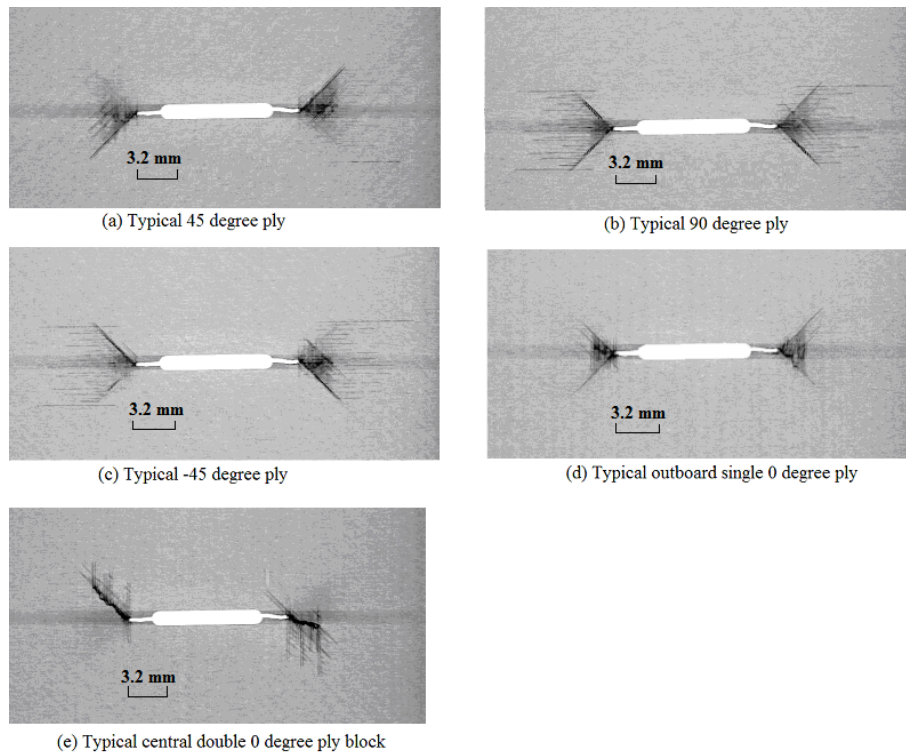 3.2 mm
(a) Typical 45 degree ply
3.2 mm
(b) Typical 90 degree ply
3.2 mm
(c) Typical -45 degree ply
3.2 mm
(d) Typical outboard single 0 degree ply
3.2 mm
(e) Typical central double 0 degree ply block